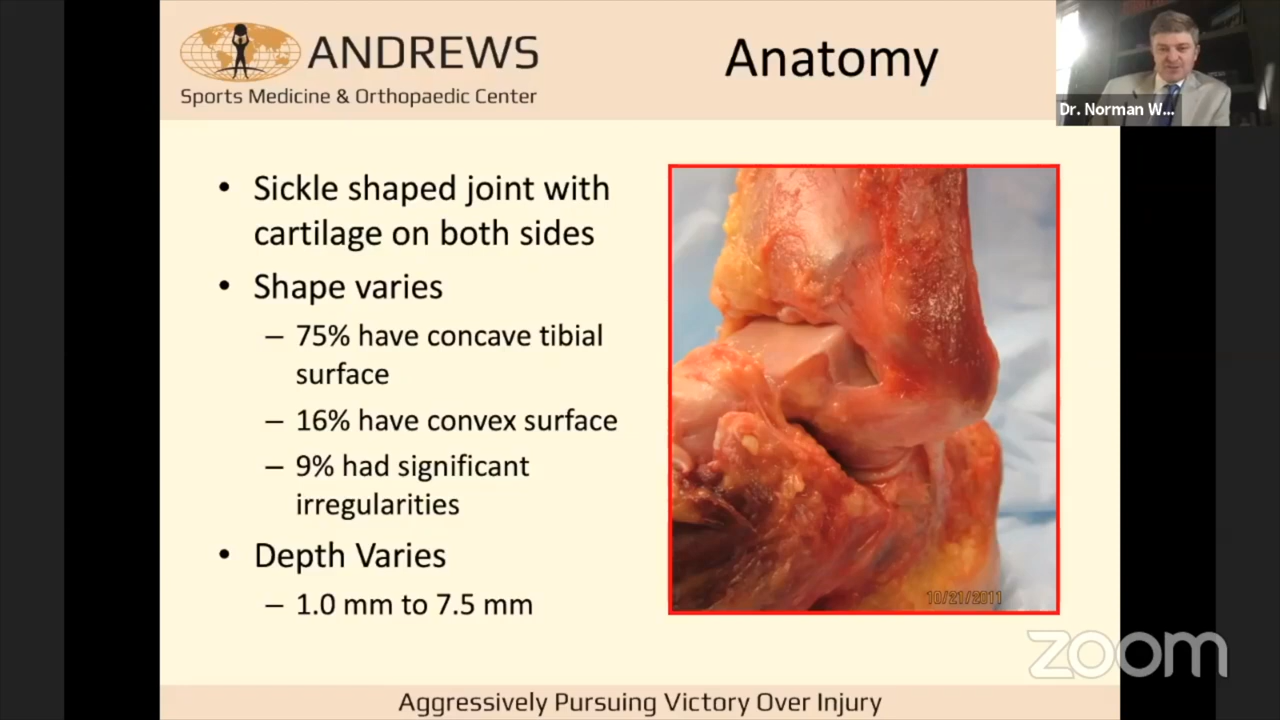 ANDREWS
Sports Medicine & Orthopaedic Center
Anatomy
Dr. Norman W...
• Sickle shaped joint with
cartilage on both sides
• Shape varies
– 75% have concave tibial
surface
– 16% have convex surface
– 9% had significant
irregularities
• Depth Varies
– 1.0 mm to 7.5 mm
10/21/2011
zoom
Aggressively Pursuing Victory Over Injury